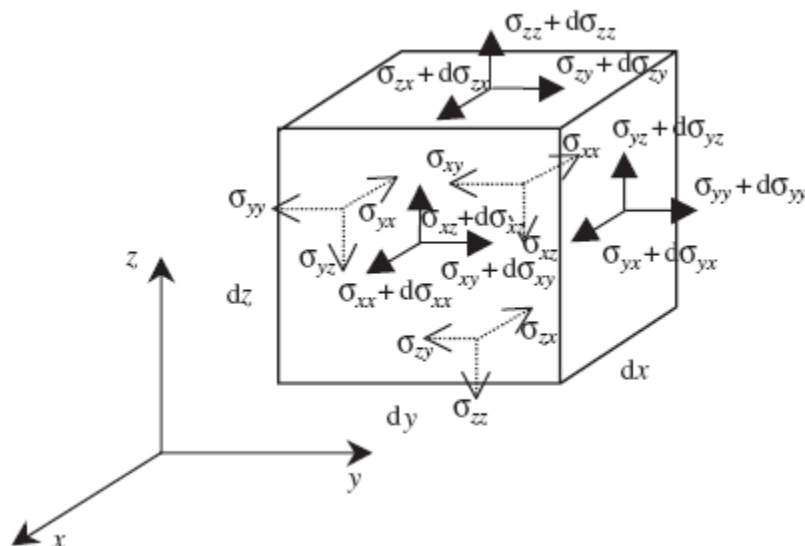 σzz + dσzz
σzx + dσzx
σzy + dσzy
σxy
σxx
σyz + dσyz
σyy
σyx
σxz + dσxz
σyy + dσyy
z
σyz
σxz
σxy + dσxy
σyx + dσyx
dz
σxx + dσxx
σzy
σzx
dx
dy
σzz
y
x